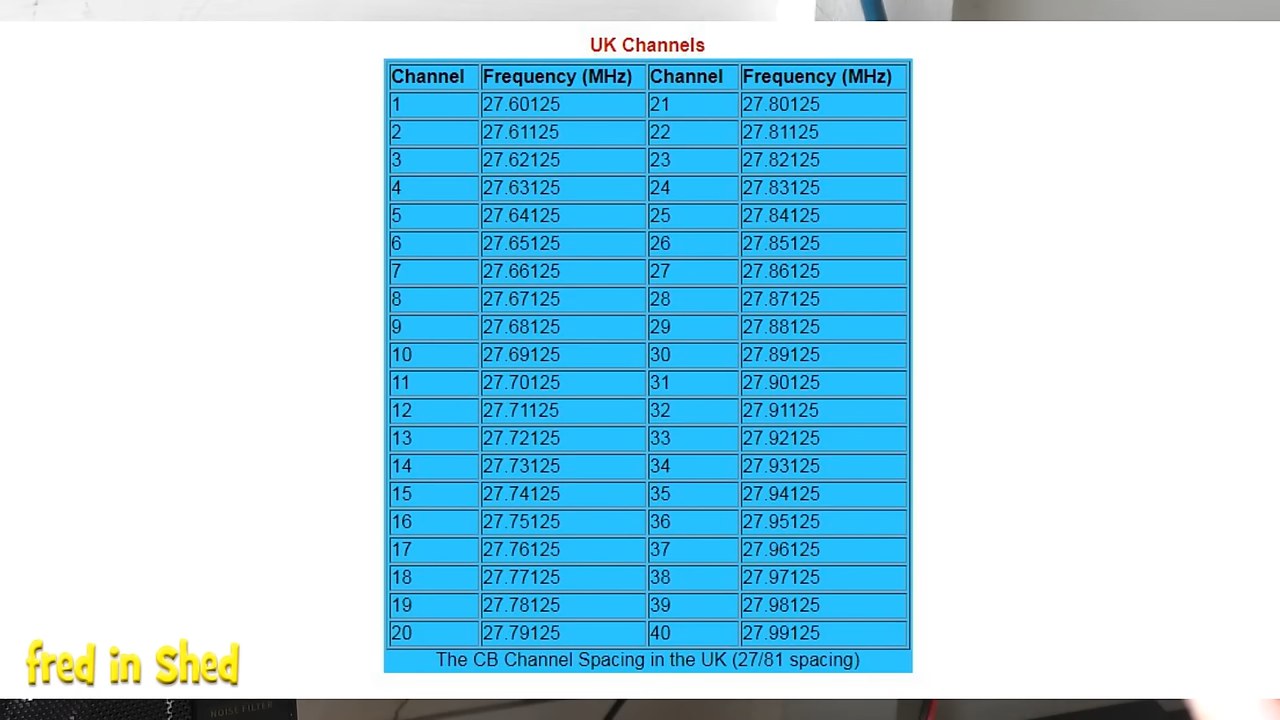 UK Channels
Channel Frequency (MHz) Channel Frequency (MHz)
1 27.60125 21 27.80125
2 27.61125 22 27.81125
3 27.62125 23 27.82125
4 27.63125 24 27.83125
5 27.64125 25 27.84125
6 27.65125 26 27.85125
7 27.66125 27 27.86125
8 27.67125 28 27.87125
9 27.68125 29 27.88125
10 27.69125 30 27.89125
11 27.70125 31 27.90125
12 27.71125 32 27.91125
13 27.72125 33 27.92125
14 27.73125 34 27.93125
15 27.74125 35 27.94125
16 27.75125 36 27.95125
17 27.76125 37 27.96125
18 27.77125 38 27.97125
19 27.78125 39 27.98125
20 27.79125 40 27.99125
The CB Channel Spacing in the UK (27/81 spacing)
fred in Shed
NOISE FILTER